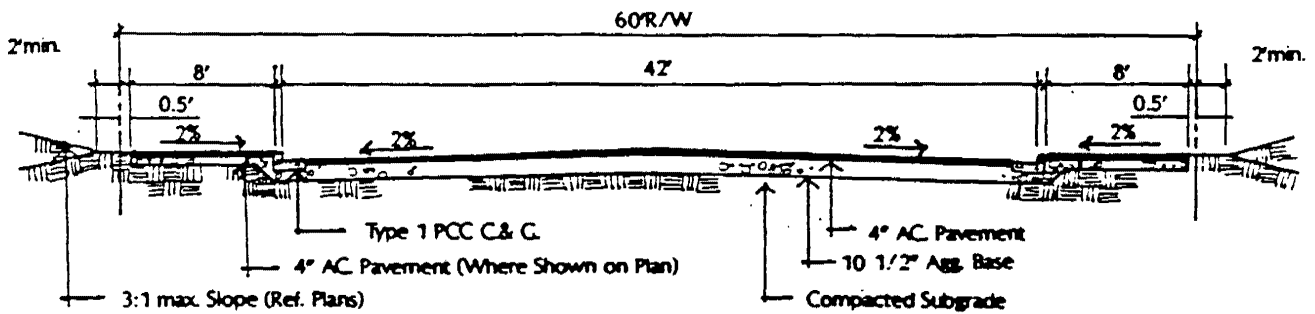 60'R/W
2'min.
2'min.
8'
42'
8'
0.5'
0.5'
2%
2%
2%
2%
Type 1 PCC C.& G.
4" AC. Pavement
4" AC. Pavement (Where Shown on Plan)
10 1/2" Agg. Base
3:1 max. Slope (Ref. Plans)
Compacted Subgrade